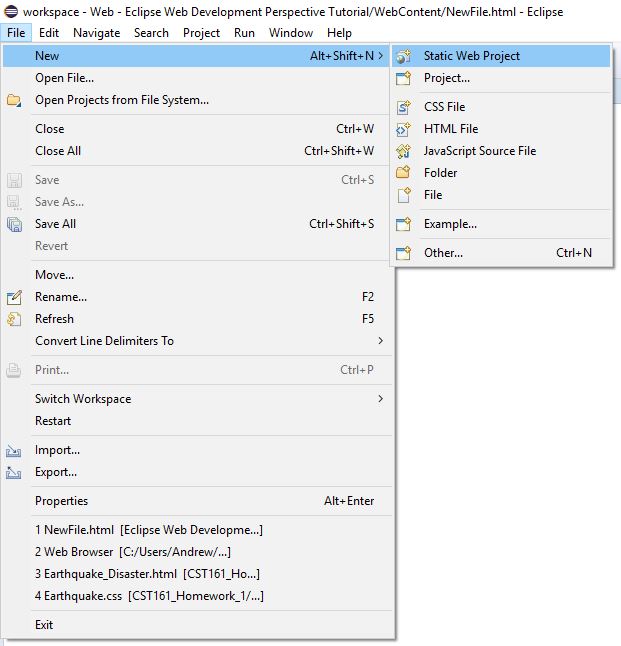 workspace - Web - Eclipse Web Development Perspective Tutorial/WebContent/NewFile.html - Eclipse
File Edit Navigate Search Project Run Window Help
New Alt+Shift+N >
Open File...
Open Projects from File System...
Close Ctrl+W
Close All Ctrl+Shift+W
Save Ctrl+S
Save As...
Save All Ctrl+Shift+S
Revert
Move...
Rename... F2
Refresh F5
Convert Line Delimiters To >
Print... Ctrl+P
Switch Workspace >
Restart
Import...
Export...
Properties Alt+Enter
1 NewFile.html [Eclipse Web Developme...]
2 Web Browser [C:/Users/Andrew/...]
3 Earthquake_Disaster.html [CST161_Ho...]
4 Earthquake.css [CST161_Homework_1/...]
Exit
Static Web Project
Project...
CSS File
HTML File
JavaScript Source File
Folder
File
Example...
Other... Ctrl+N